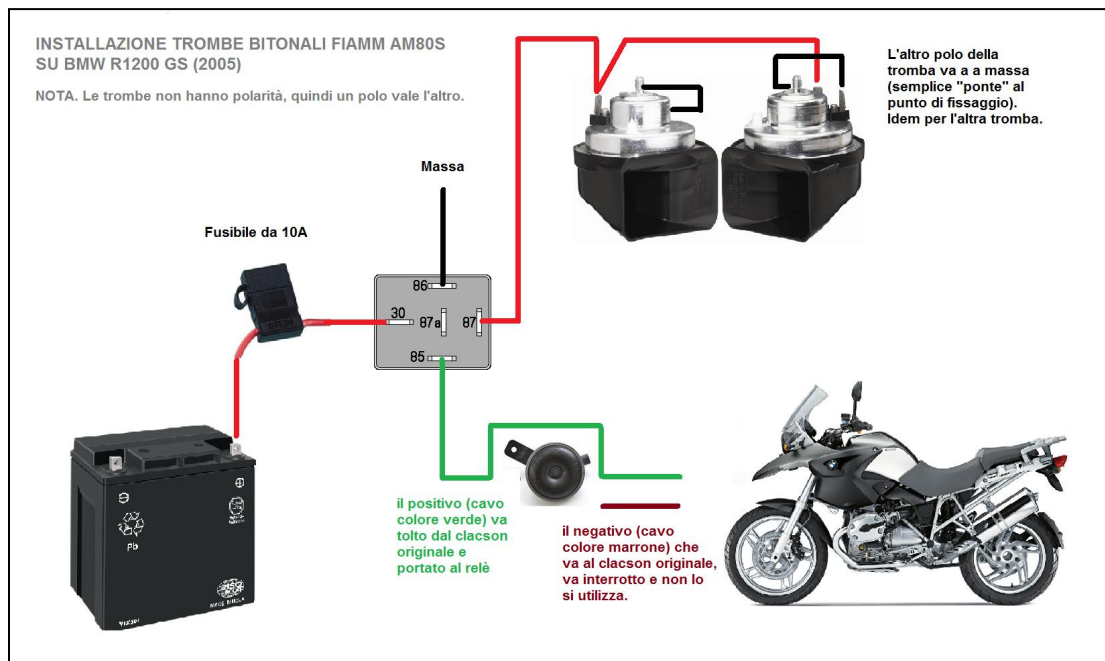 INSTALLAZIONE TROMBE BITONALI FIAMM AM80S
SU BMW R1200 GS (2005)
NOTA. Le trombe non hanno polarità, quindi un polo vale l'altro.
L'altro polo della
tromba va a a massa
(semplice "ponte" al
punto di fissaggio).
Idem per l'altra tromba.
Massa
Fusibile da 10A
86
30
87a
87
85
il positivo (cavo
colore verde) va
tolto dal clacson
originale e
portato al relè
il negativo (cavo
colore marrone) che
va al clacson originale,
va interrotto e non lo
si utilizza.
Pb